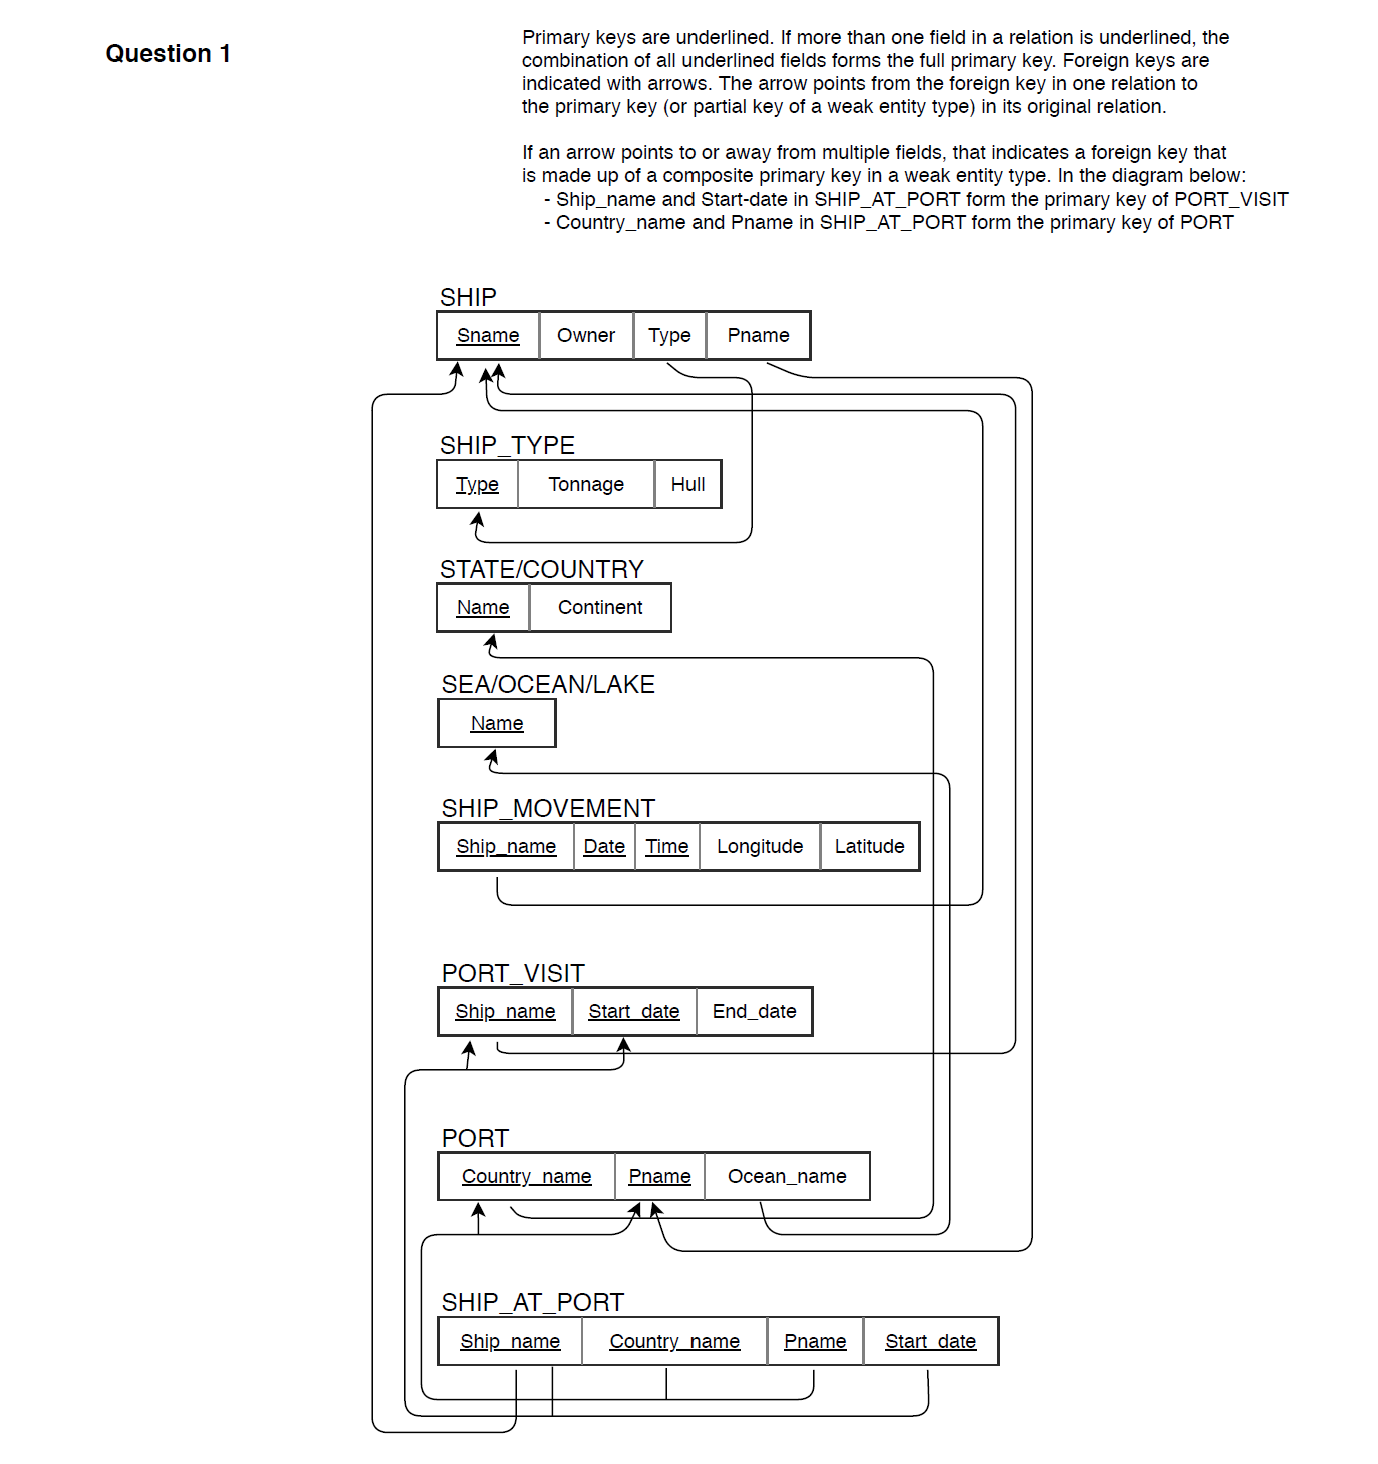 Question 1
Primary keys are underlined. If more than one field in a relation is underlined, the
combination of all underlined fields forms the full primary key. Foreign keys are
indicated with arrows. The arrow points from the foreign key in one relation to
the primary key (or partial key of a weak entity type) in its original relation.
If an arrow points to or away from multiple fields, that indicates a foreign key that
is made up of a composite primary key in a weak entity type. In the diagram below:
- Ship_name and Start-date in SHIP_AT_PORT form the primary key of PORT_VISIT
- Country_name and Pname in SHIP_AT_PORT form the primary key of PORT
SHIP
Sname Owner Type Pname
SHIP_TYPE
Type Tonnage Hull
STATE/COUNTRY
Name Continent
SEA/OCEAN/LAKE
Name
SHIP_MOVEMENT
Ship_name Date Time Longitude Latitude
PORT_VISIT
Ship_name Start_date End_date
PORT
Country_name Pname Ocean_name
SHIP_AT_PORT
Ship_name Country_name Pname Start_date